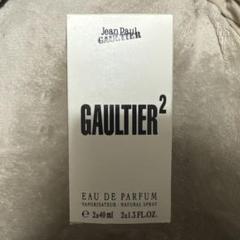 Jean Paul
GAULTIER
GAULTIER²
EAU DE PARFUM
VAPORISATEUR - NATURAL SPRAY
℮ 2x40 ml 2x1.3 FL.OZ.